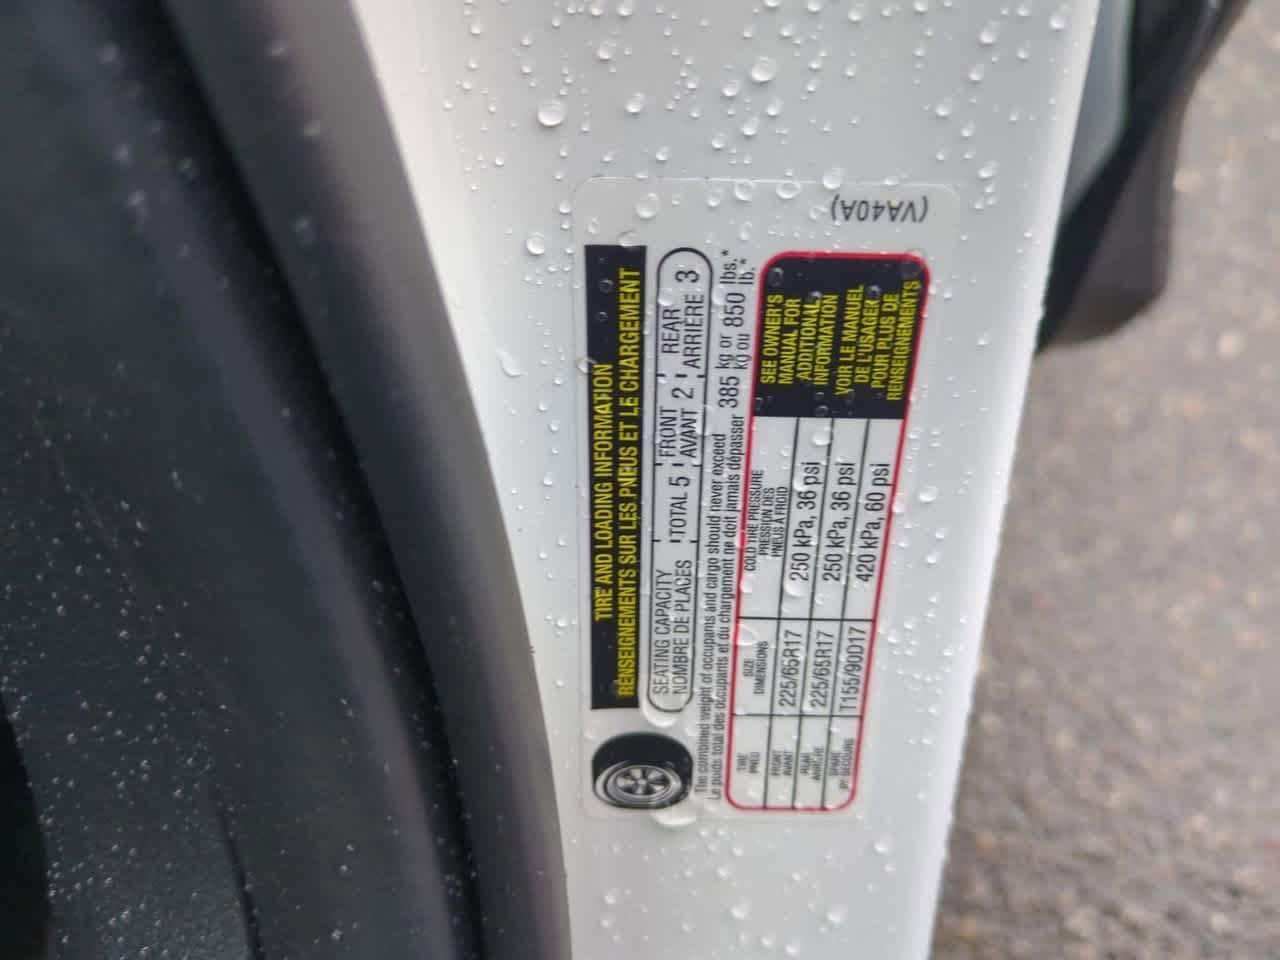 (VA40A)
TIRE AND LOADING INFORMATION
RENSEIGNEMENTS SUR LES PNEUS ET LE CHARGEMENT
SEATING CAPACITY TOTAL 5 FRONT 2 REAR 3
NOMBRE DE PLACES AVANT ARRIÈRE
The combined weight of occupants and cargo should never exceed 385 kg or 850 lbs.*
Le poids total des occupants et du chargement ne doit jamais dépasser 385 kg ou 850 lb.*
TIRE
PNEU
SIZE
DIMENSIONS
COLD TIRE PRESSURE
PRESSION DES
PNEUS À FROID
FRONT
AVANT
225/65R17 250 kPa, 36 psi
REAR
ARRIÈRE
225/65R17 250 kPa, 36 psi
SPARE
DE SECOURS
T155/90D17 420 kPa, 60 psi
SEE OWNER'S
MANUAL FOR
ADDITIONAL
INFORMATION
VOIR LE MANUEL
DE L'USAGER
POUR PLUS DE
RENSEIGNEMENTS